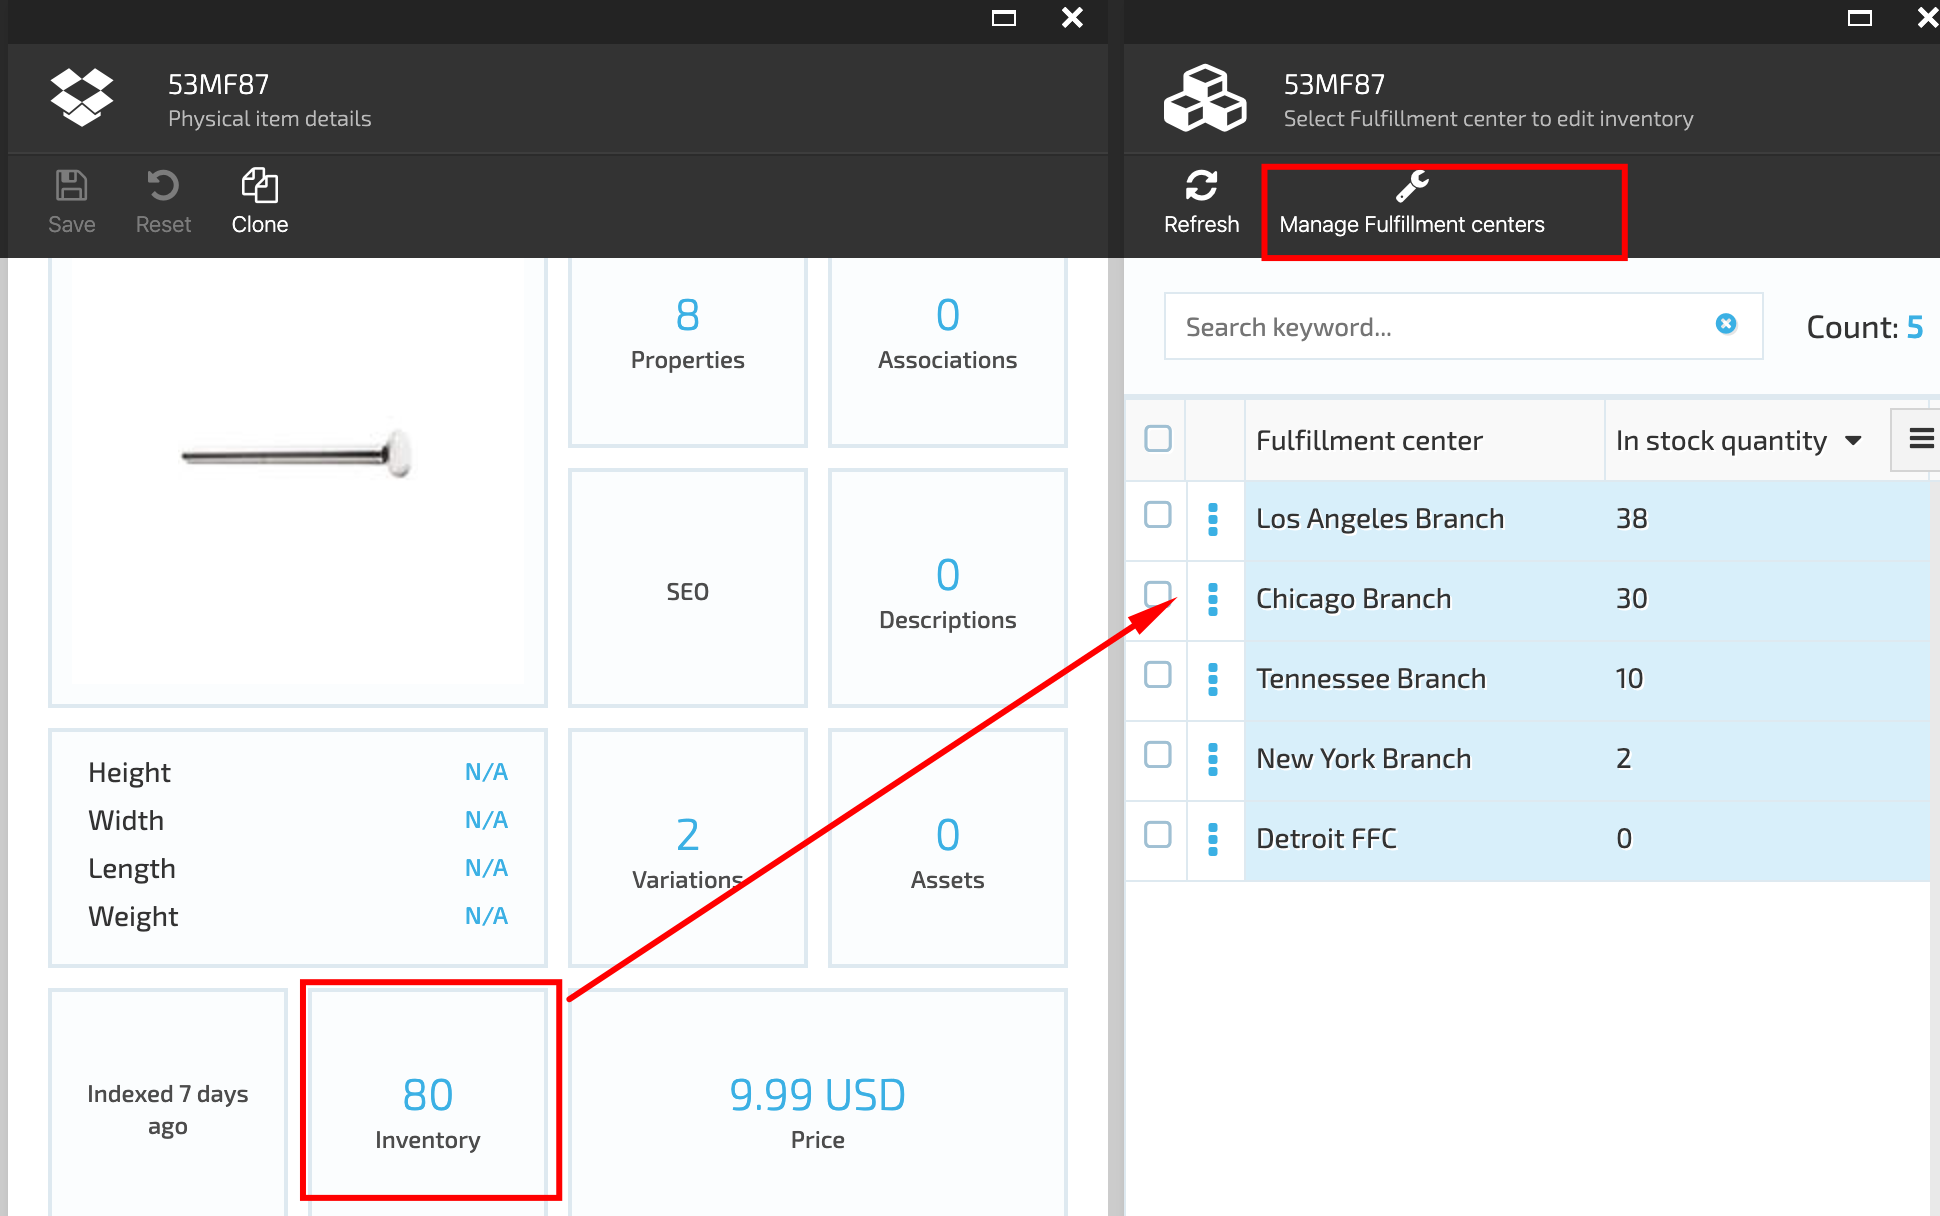 53MF87
Physical item details
Save
Reset
Clone
8
Properties
0
Associations
SEO
0
Descriptions
Height N/A
Width N/A
Length N/A
Weight N/A
2
Variations
0
Assets
Indexed 7 days
ago
80
Inventory
9.99 USD
Price
53MF87
Select Fulfillment center to edit inventory
Refresh
Manage Fulfillment centers
Search keyword...
Count: 5
Fulfillment center In stock quantity
Los Angeles Branch 38
Chicago Branch 30
Tennessee Branch 10
New York Branch 2
Detroit FFC 0